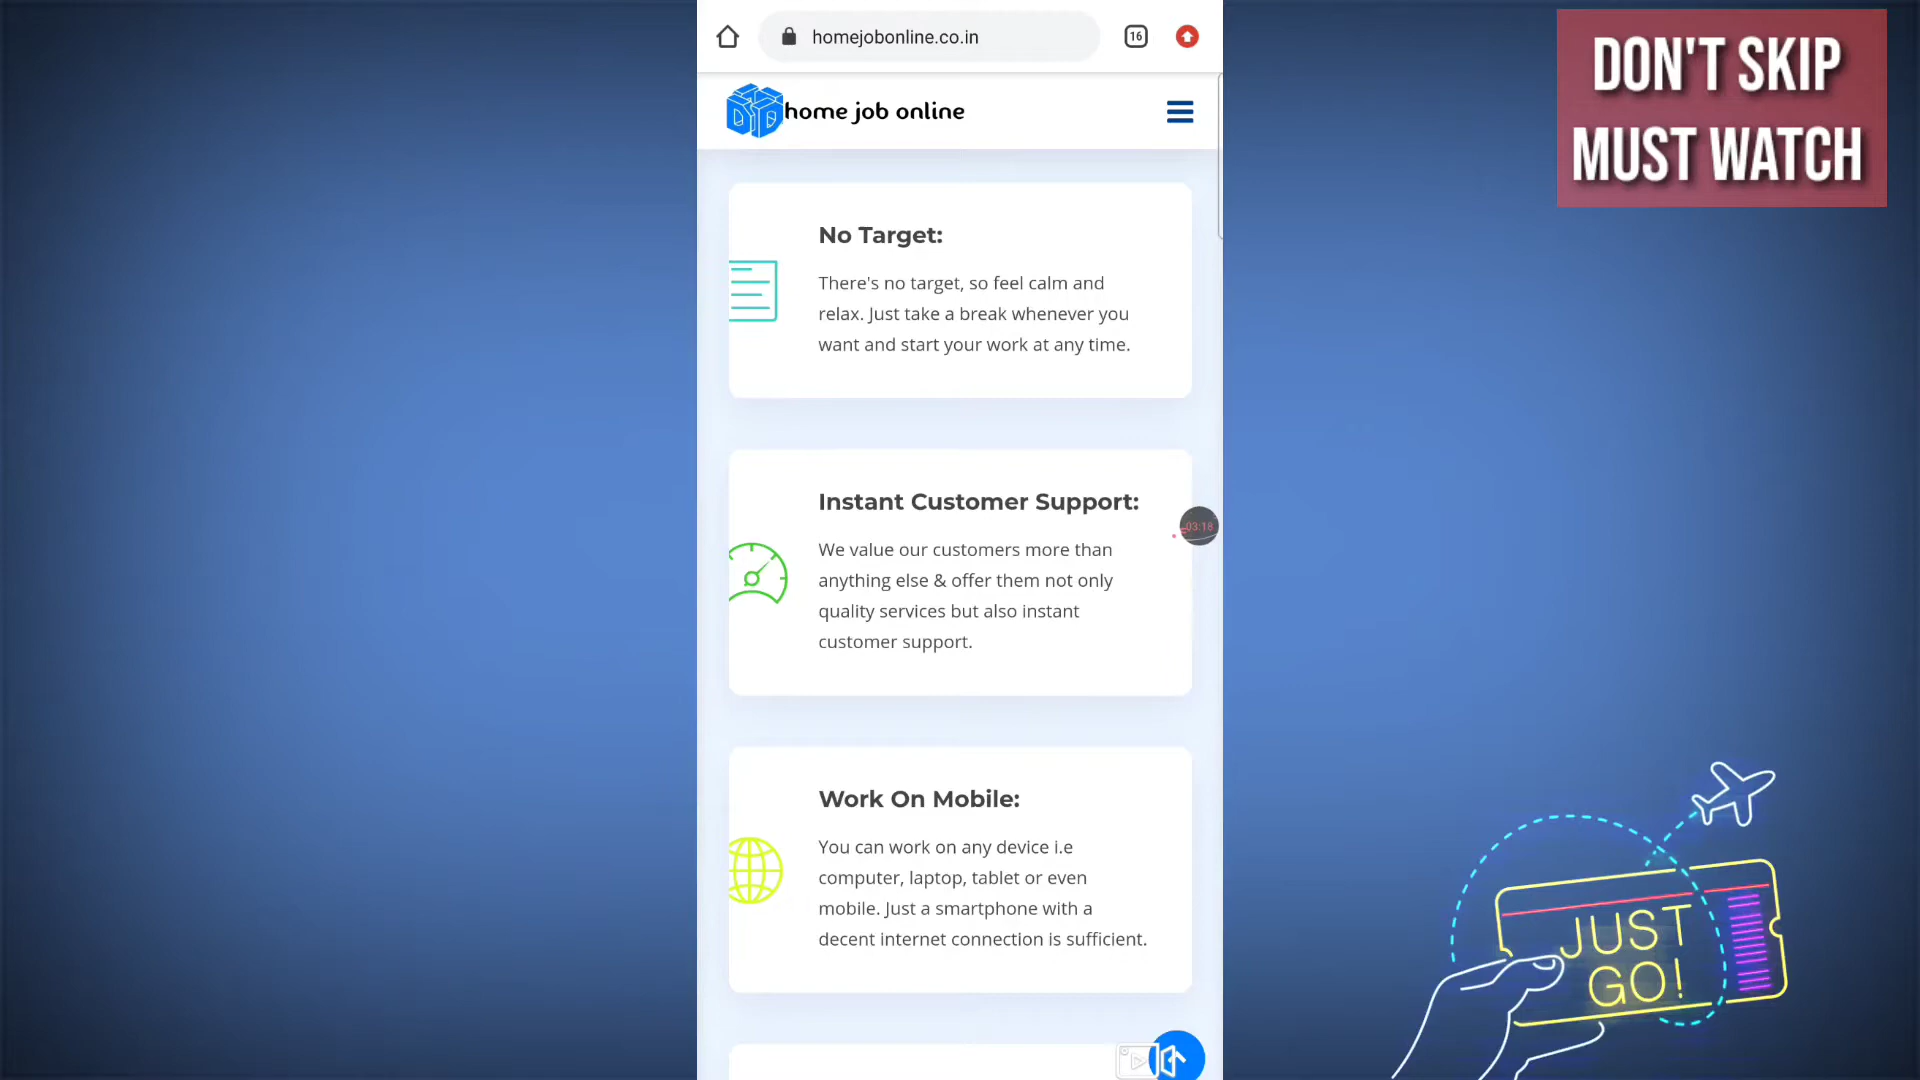 homejobonline.co.in
16
home job online
DON'T SKIP
MUST WATCH
No Target:
There's no target, so feel calm and
relax. Just take a break whenever you
want and start your work at any time.
Instant Customer Support:
We value our customers more than
anything else & offer them not only
quality services but also instant
customer support.
03:18
Work On Mobile:
You can work on any device i.e
computer, laptop, tablet or even
mobile. Just a smartphone with a
decent internet connection is sufficient.
JUST
GO!